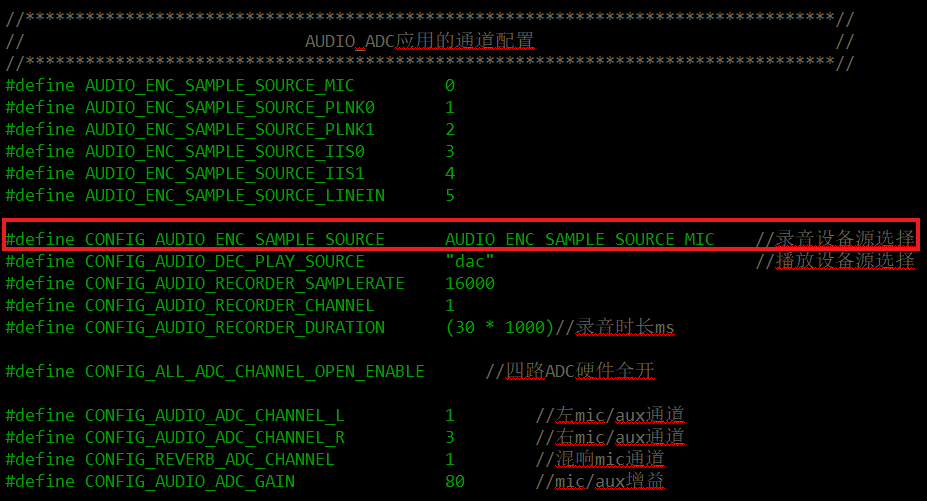 //*********************************************************************************//
// AUDIO_ADC应用的通道配置 //
//*********************************************************************************//
#define AUDIO_ENC_SAMPLE_SOURCE_MIC 0
#define AUDIO_ENC_SAMPLE_SOURCE_PLNK0 1
#define AUDIO_ENC_SAMPLE_SOURCE_PLNK1 2
#define AUDIO_ENC_SAMPLE_SOURCE_IIS0 3
#define AUDIO_ENC_SAMPLE_SOURCE_IIS1 4
#define AUDIO_ENC_SAMPLE_SOURCE_LINEIN 5
#define CONFIG_AUDIO_ENC_SAMPLE_SOURCE AUDIO_ENC_SAMPLE_SOURCE_MIC //录音设备源选择
#define CONFIG_AUDIO_DEC_PLAY_SOURCE "dac" //播放设备源选择
#define CONFIG_AUDIO_RECORDER_SAMPLERATE 16000
#define CONFIG_AUDIO_RECORDER_CHANNEL 1
#define CONFIG_AUDIO_RECORDER_DURATION (30 * 1000)//录音时长ms
#define CONFIG_ALL_ADC_CHANNEL_OPEN_ENABLE //四路ADC硬件全开
#define CONFIG_AUDIO_ADC_CHANNEL_L 1 //左mic/aux通道
#define CONFIG_AUDIO_ADC_CHANNEL_R 3 //右mic/aux通道
#define CONFIG_REVERB_ADC_CHANNEL 1 //混响mic通道
#define CONFIG_AUDIO_ADC_GAIN 80 //mic/aux增益